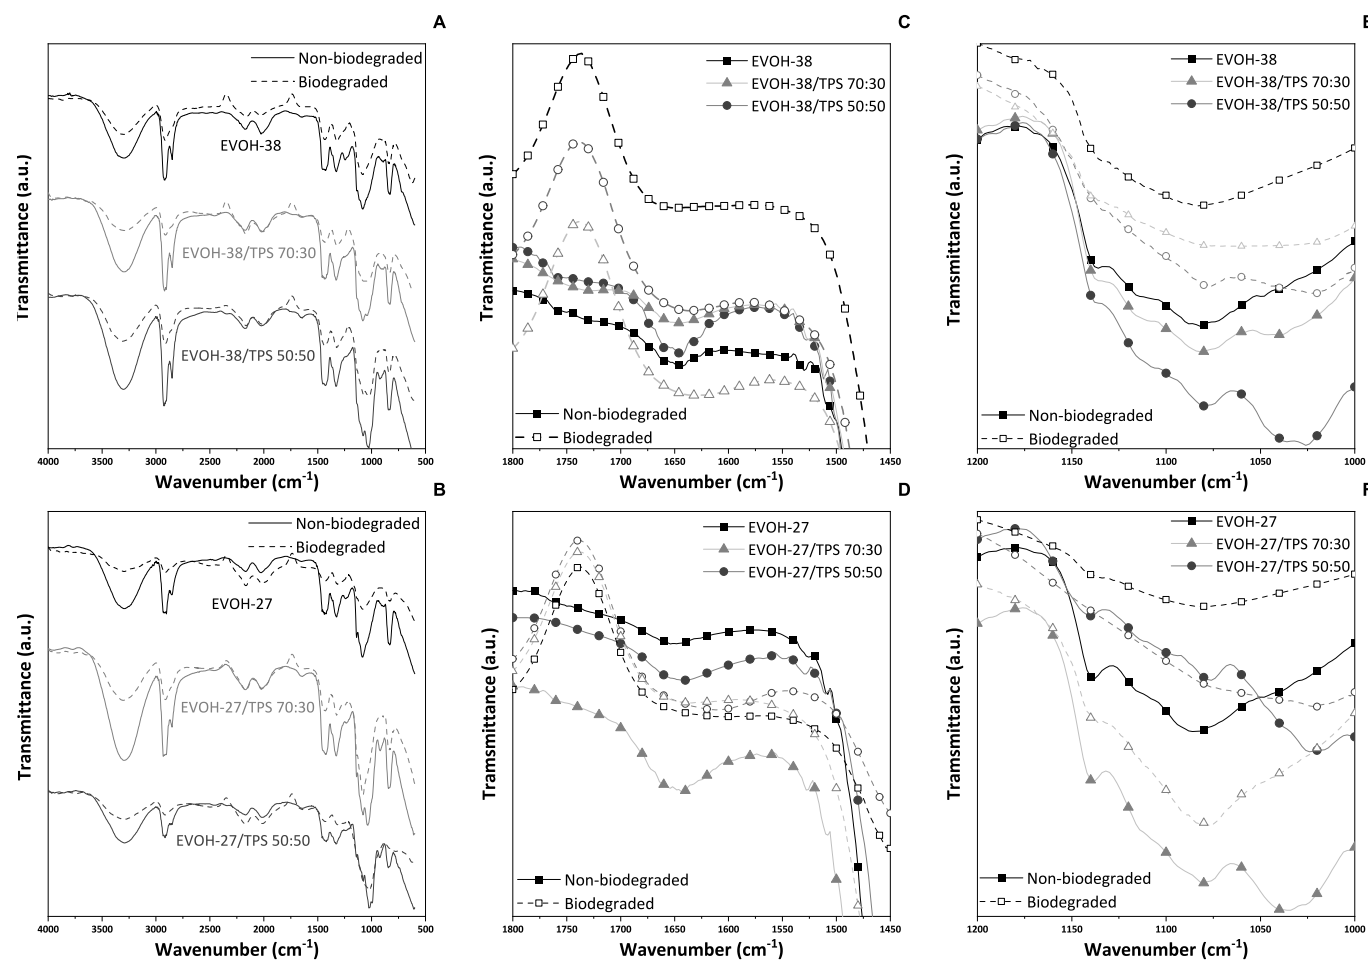 A
Non-biodegraded
Biodegraded
EVOH-38
EVOH-38/TPS 70:30
EVOH-38/TPS 50:50
Transmittance (a.u.)
4000 3500 3000 2500 2000 1500 1000 500
Wavenumber (cm-1)
C
EVOH-38
EVOH-38/TPS 70:30
EVOH-38/TPS 50:50
Non-biodegraded
Biodegraded
Tramsmittance (a.u.)
1800 1750 1700 1650 1600 1550 1500 1450
Wavenumber (cm-1)
EVOH-38
EVOH-38/TPS 70:30
EVOH-38/TPS 50:50
Non-biodegraded
Biodegraded
Tramsmittance (a.u.)
1200 1150 1100 1050 1000
Wavenumber (cm-1)
B
Non-biodegraded
Biodegraded
EVOH-27
EVOH-27/TPS 70:30
EVOH-27/TPS 50:50
Transmittance (a.u.)
4000 3500 3000 2500 2000 1500 1000 500
Wavenumber (cm-1)
D
EVOH-27
EVOH-27/TPS 70:30
EVOH-27/TPS 50:50
Non-biodegraded
Biodegraded
Tramsmittance (a.u.)
1800 1750 1700 1650 1600 1550 1500 1450
Wavenumber (cm-1)
F
EVOH-27
EVOH-27/TPS 70:30
EVOH-27/TPS 50:50
Non-biodegraded
Biodegraded
Tramsmittance (a.u.)
1200 1150 1100 1050 1000
Wavenumber (cm-1)